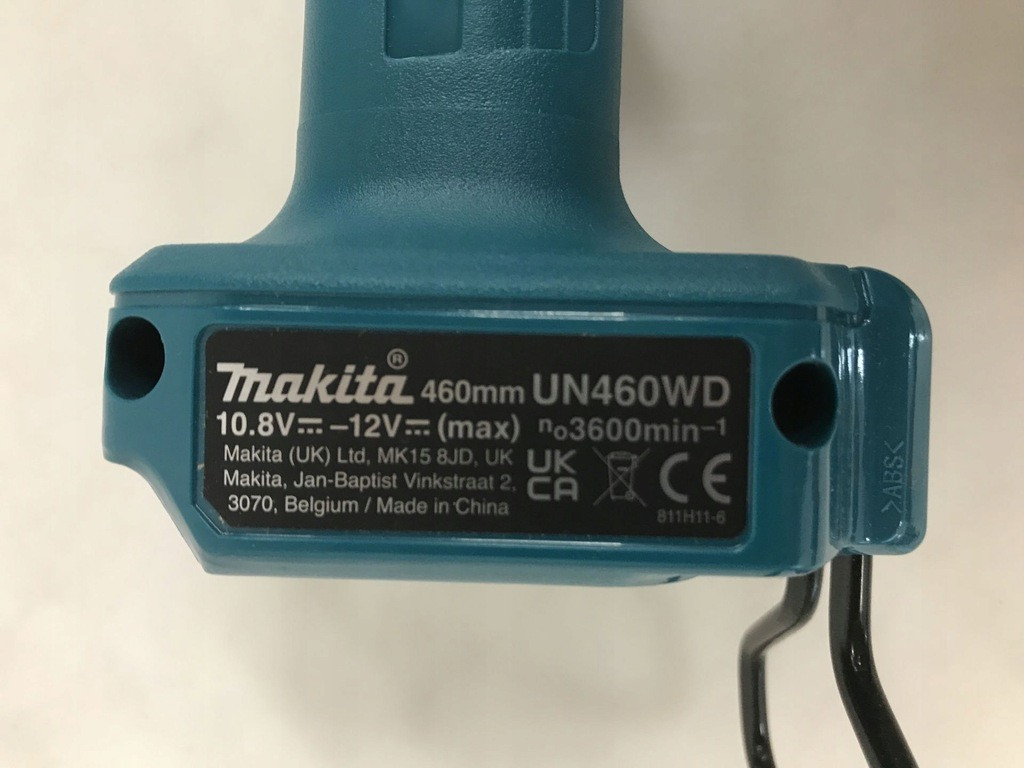 makita® 460mm UN460WD
10.8V⎓ –12V⎓ (max) n₀3600min⁻¹
Makita (UK) Ltd, MK15 8JD, UK
Makita, Jan-Baptist Vinkstraat 2,
3070, Belgium / Made in China
UK
CA
CE
811H11-6
>ABS<